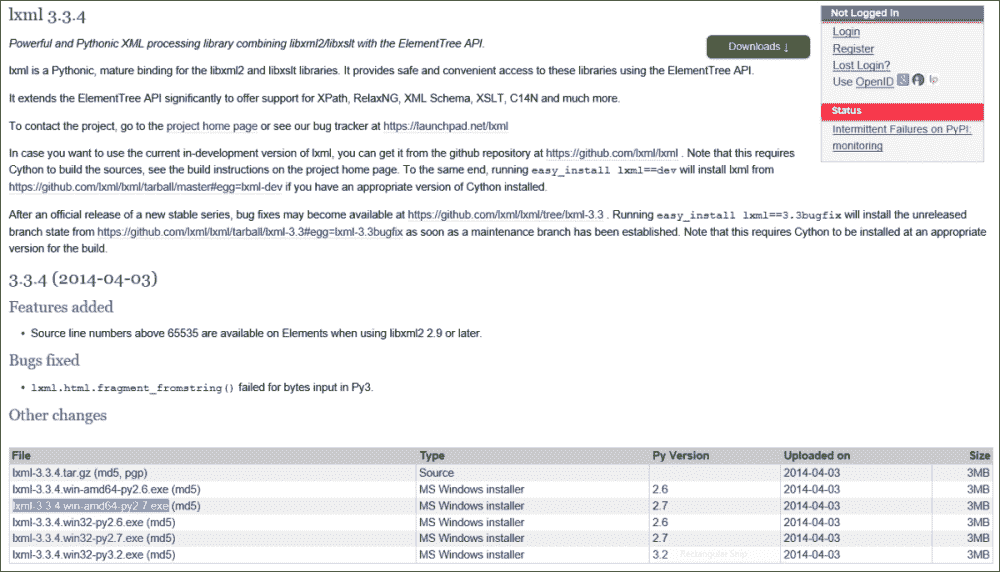 lxml 3.3.4
Powerful and Pythonic XML processing library combining libxml2/libxslt with the ElementTree API.
Downloads ↓
lxml is a Pythonic, mature binding for the libxml2 and libxslt libraries. It provides safe and convenient access to these libraries using the ElementTree API.
It extends the ElementTree API significantly to offer support for XPath, RelaxNG, XML Schema, XSLT, C14N and much more.
To contact the project, go to the project home page or see our bug tracker at https://launchpad.net/lxml
In case you want to use the current in-development version of lxml, you can get it from the github repository at https://github.com/lxml/lxml . Note that this requires
Cython to build the sources, see the build instructions on the project home page. To the same end, running easy_install lxml==dev will install lxml from
https://github.com/lxml/lxml/tarball/master#egg=lxml-dev if you have an appropriate version of Cython installed.
After an official release of a new stable series, bug fixes may become available at https://github.com/lxml/lxml/tree/lxml-3.3 . Running easy_install lxml==3.3bugfix will install the unreleased
branch state from https://github.com/lxml/lxml/tarball/lxml-3.3#egg=lxml-3.3bugfix as soon as a maintenance branch has been established. Note that this requires Cython to be installed at an appropriate
version for the build.
Not Logged In
Login
Register
Lost Login?
Use OpenID lp
Status
Intermittent Failures on PyPI:
monitoring
3.3.4 (2014-04-03)
Features added
• Source line numbers above 65535 are available on Elements when using libxml2 2.9 or later.
Bugs fixed
• lxml.html.fragment_fromstring() failed for bytes input in Py3.
Other changes
File Type Py Version Uploaded on Size
lxml-3.3.4.tar.gz (md5, pgp) Source 2014-04-03 3MB
lxml-3.3.4.win-amd64-py2.6.exe (md5) MS Windows installer 2.6 2014-04-03 3MB
lxml-3.3.4.win-amd64-py2.7.exe (md5) MS Windows installer 2.7 2014-04-03 3MB
lxml-3.3.4.win32-py2.6.exe (md5) MS Windows installer 2.6 2014-04-03 3MB
lxml-3.3.4.win32-py2.7.exe (md5) MS Windows installer 2.7 2014-04-03 3MB
lxml-3.3.4.win32-py3.2.exe (md5) MS Windows installer 3.2 Rectangular Snip 2014-04-03 3MB